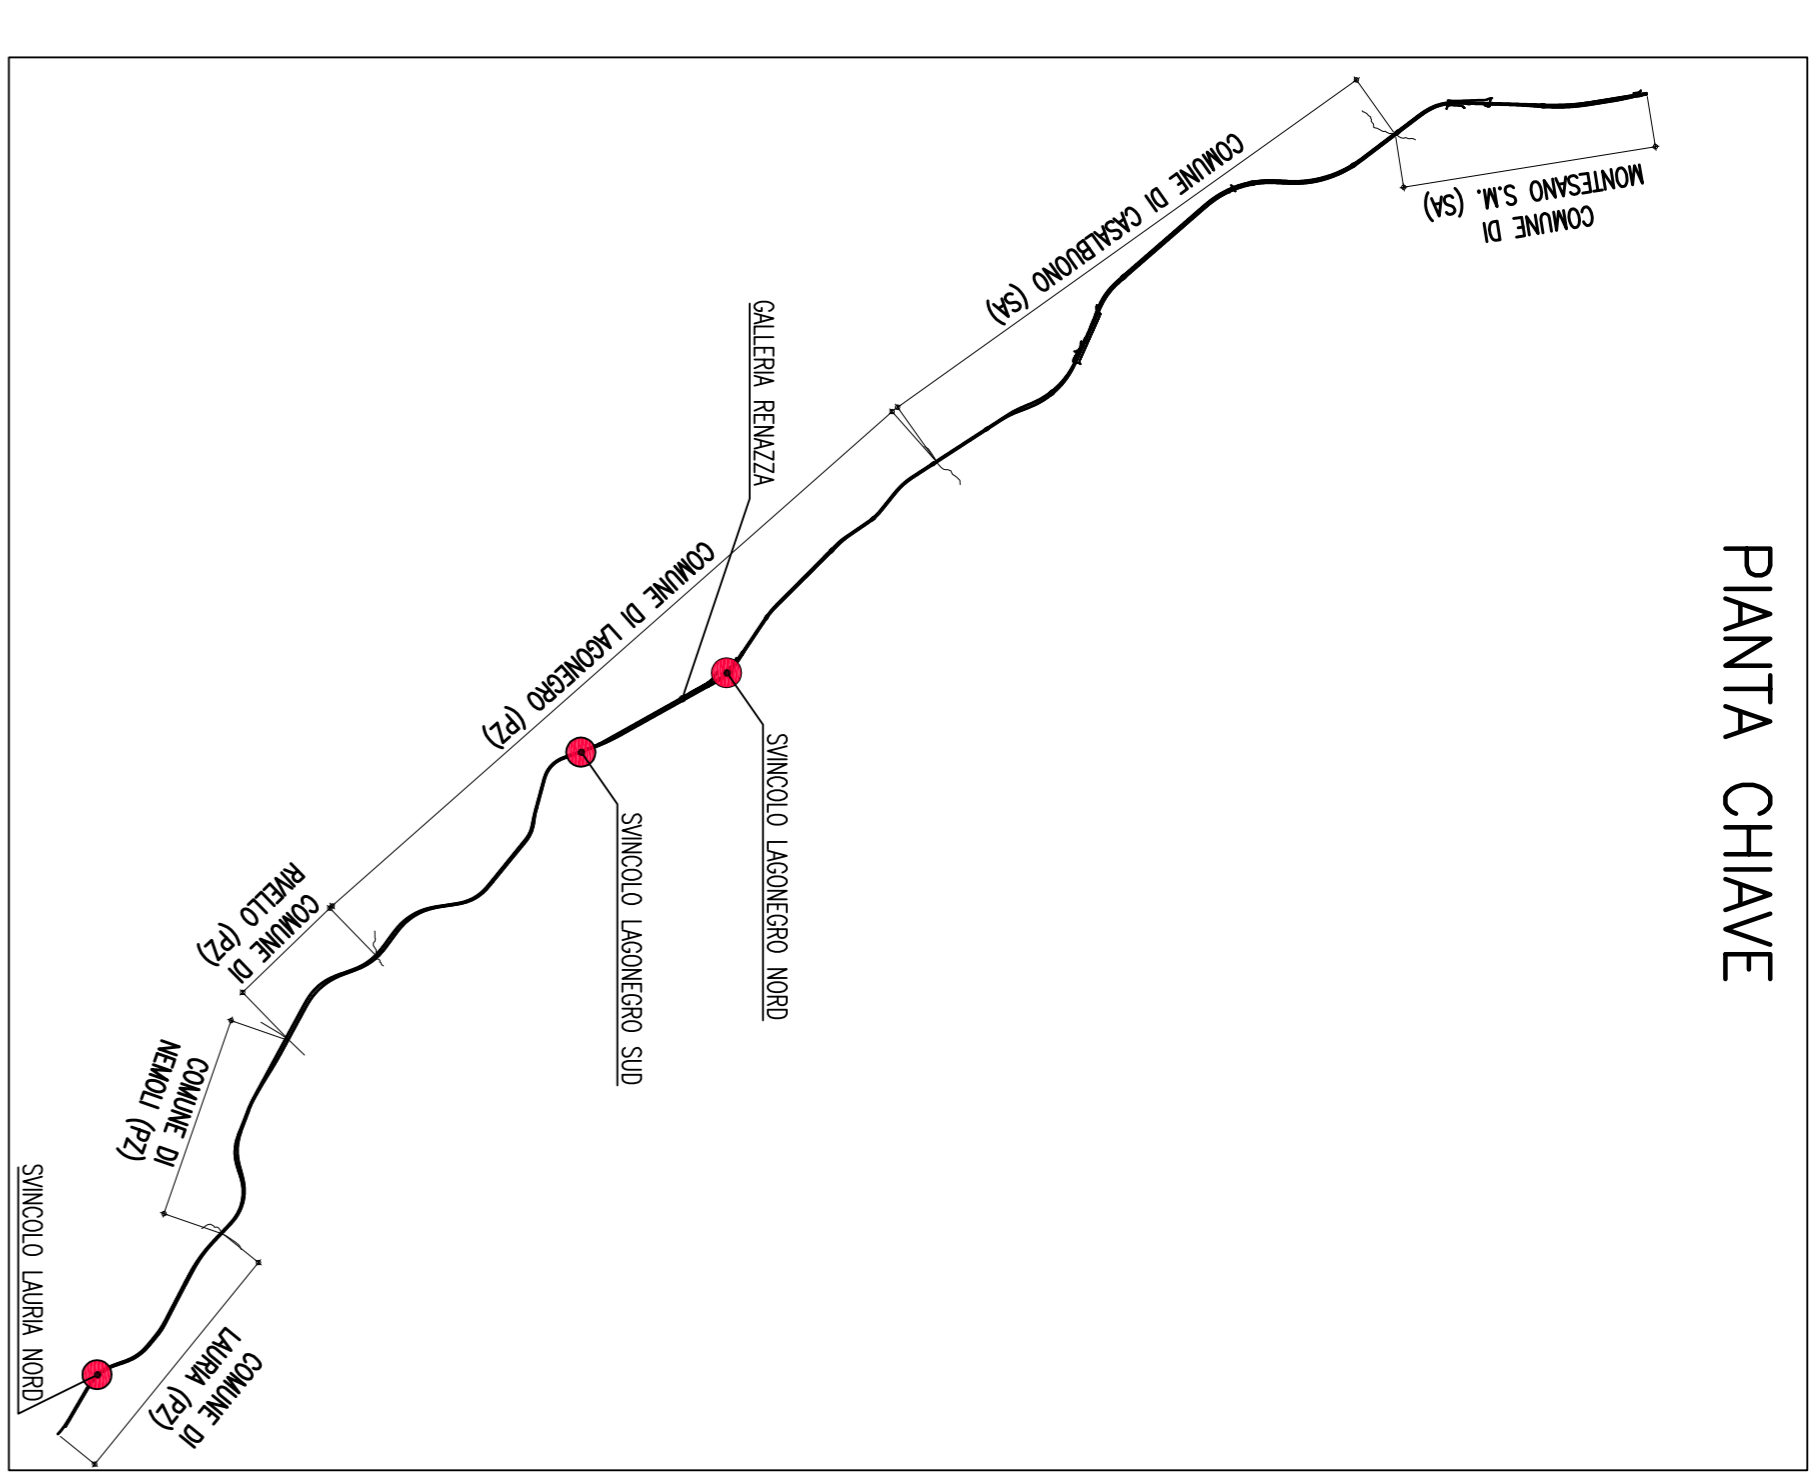 PIANTA CHIAVE
COMUNE DI
MONTESANO S.M. (SA)
COMUNE DI CASALBUONO (SA)
GALLERIA RENAZZA
COMUNE DI LAGONEGRO (PZ)
SVINCOLO LAGONEGRO NORD
SVINCOLO LAGONEGRO SUD
COMUNE DI
RIVELLO (PZ)
COMUNE DI
NEMOLI (PZ)
SVINCOLO LAURIA NORD
COMUNE DI
LAURIA (PZ)